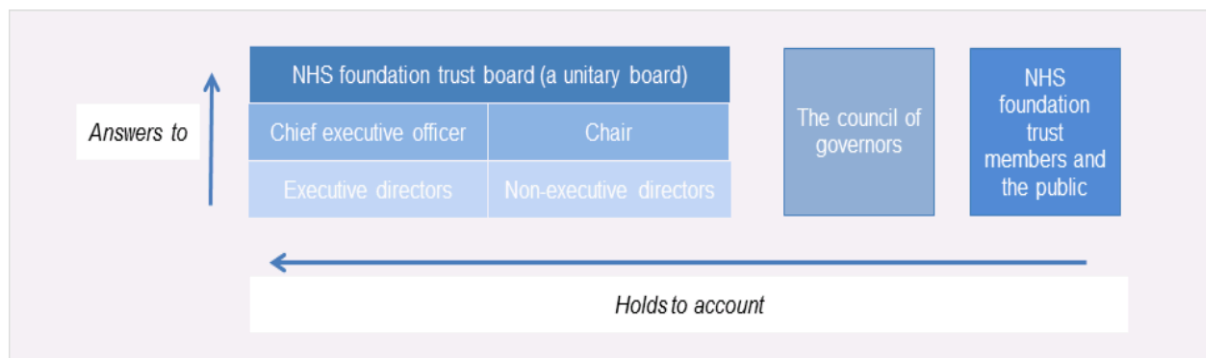 NHS foundation trust board (a unitary board)
Answers to
Chief executive officer
Chair
Executive directors
Non-executive directors
The council of
governors
NHS
foundation
trust
members and
the public
Holds to account